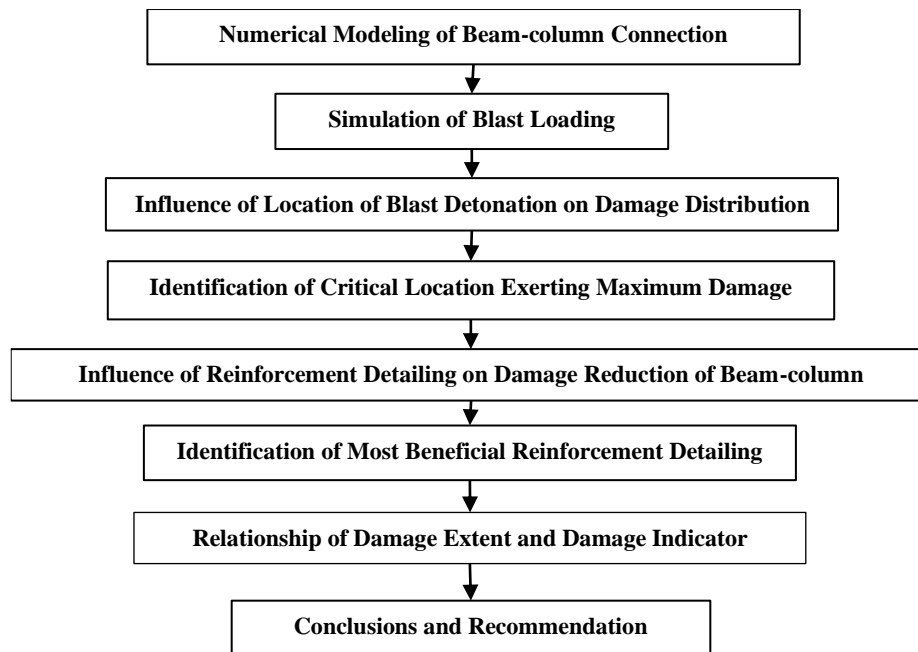 Numerical Modeling of Beam-column Connection
Simulation of Blast Loading
Influence of Location of Blast Detonation on Damage Distribution
Identification of Critical Location Exerting Maximum Damage
Influence of Reinforcement Detailing on Damage Reduction of Beam-column
Identification of Most Beneficial Reinforcement Detailing
Relationship of Damage Extent and Damage Indicator
Conclusions and Recommendation